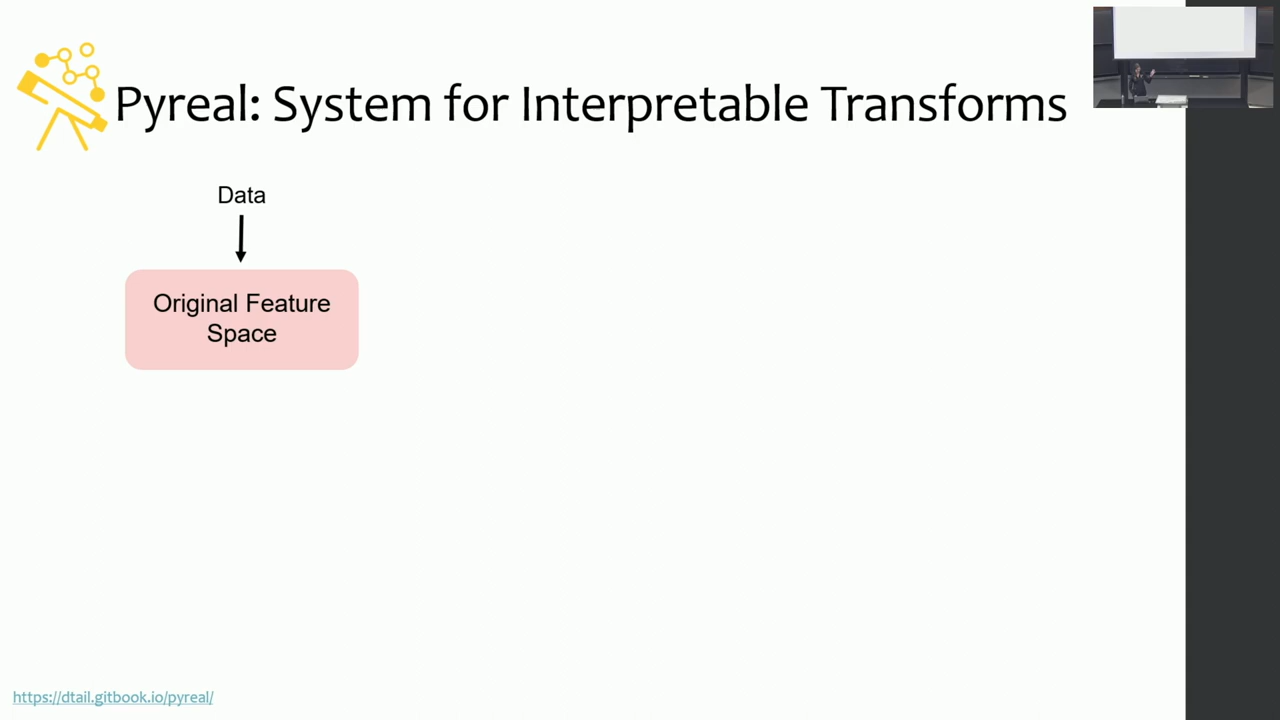 Pyreal: System for Interpretable Transforms
Data
Original Feature
Space
https://dtail.gitbook.io/pyreal/